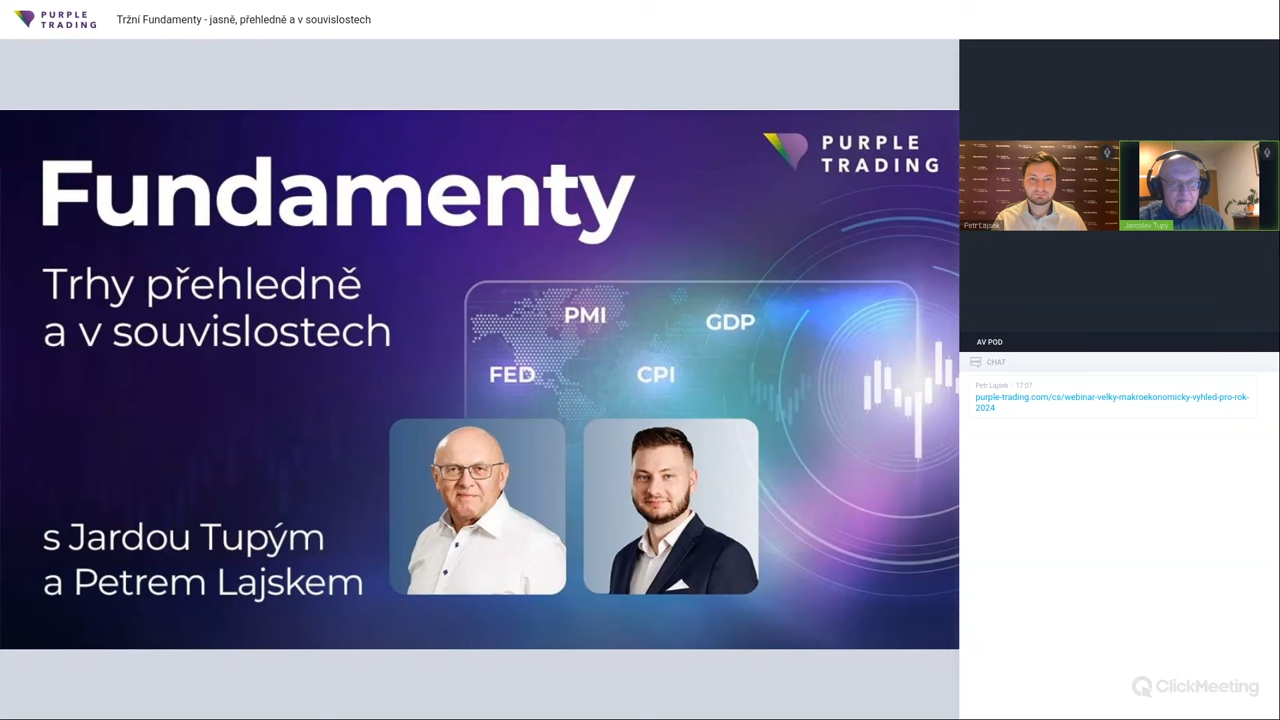 PURPLE
TRADING
Tržní Fundamenty - jasně, přehledně a v souvislostech
Fundamenty
PURPLE
TRADING
Trhy přehledně
a v souvislostech
PMI
GDP
FED
CPI
s Jardou Tupým
a Petrem Lajskem
Petr Lajsek
Jaroslav Tupý
AV POD
CHAT
Petr Lajsek 17:07
purple-trading.com/cs/webinar-velky-makroekonomicky-vyhled-pro-rok-
2024
ClickMeeting